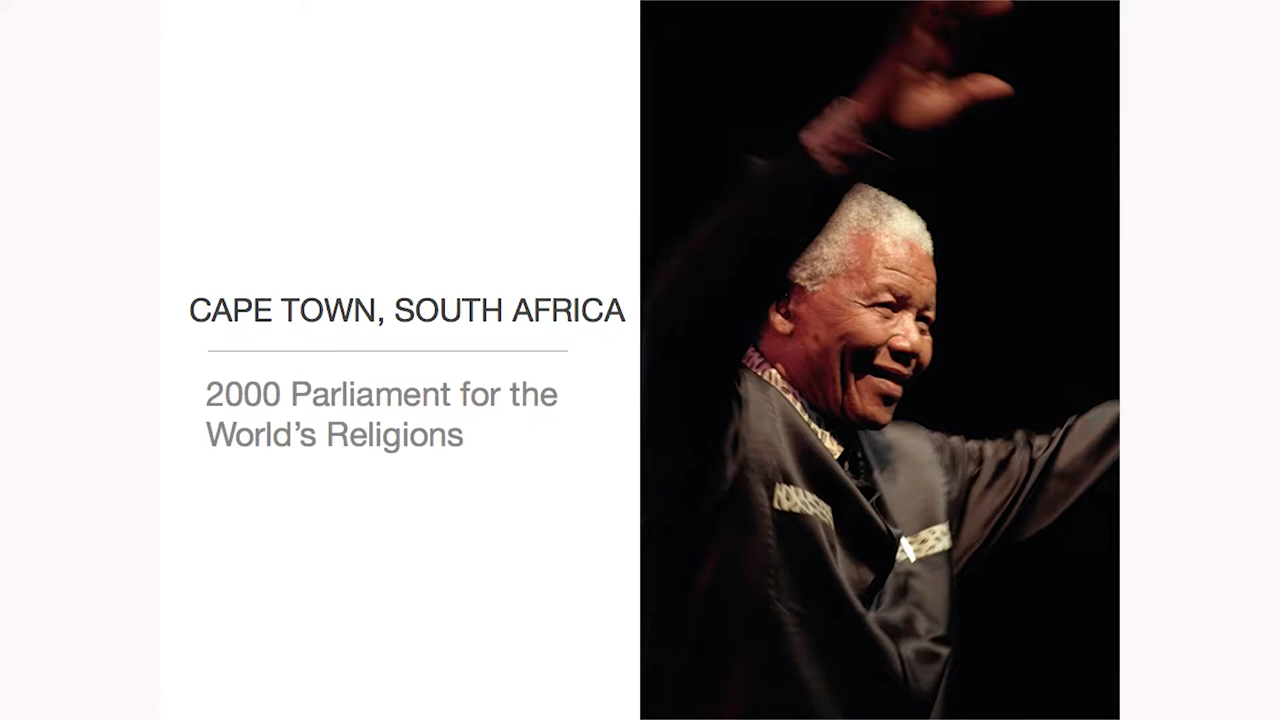 CAPE TOWN, SOUTH AFRICA
2000 Parliament for the
World’s Religions